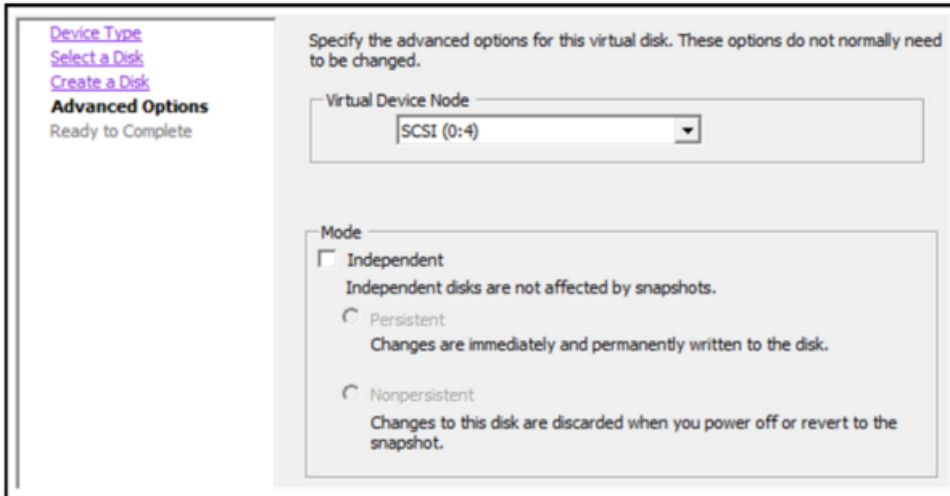 Device Type
Select a Disk
Create a Disk
Advanced Options
Ready to Complete
Specify the advanced options for this virtual disk. These options do not normally need
to be changed.
Virtual Device Node
SCSI (0:4)
Mode
Independent
Independent disks are not affected by snapshots.
Persistent
Changes are immediately and permanently written to the disk.
Nonpersistent
Changes to this disk are discarded when you power off or revert to the
snapshot.